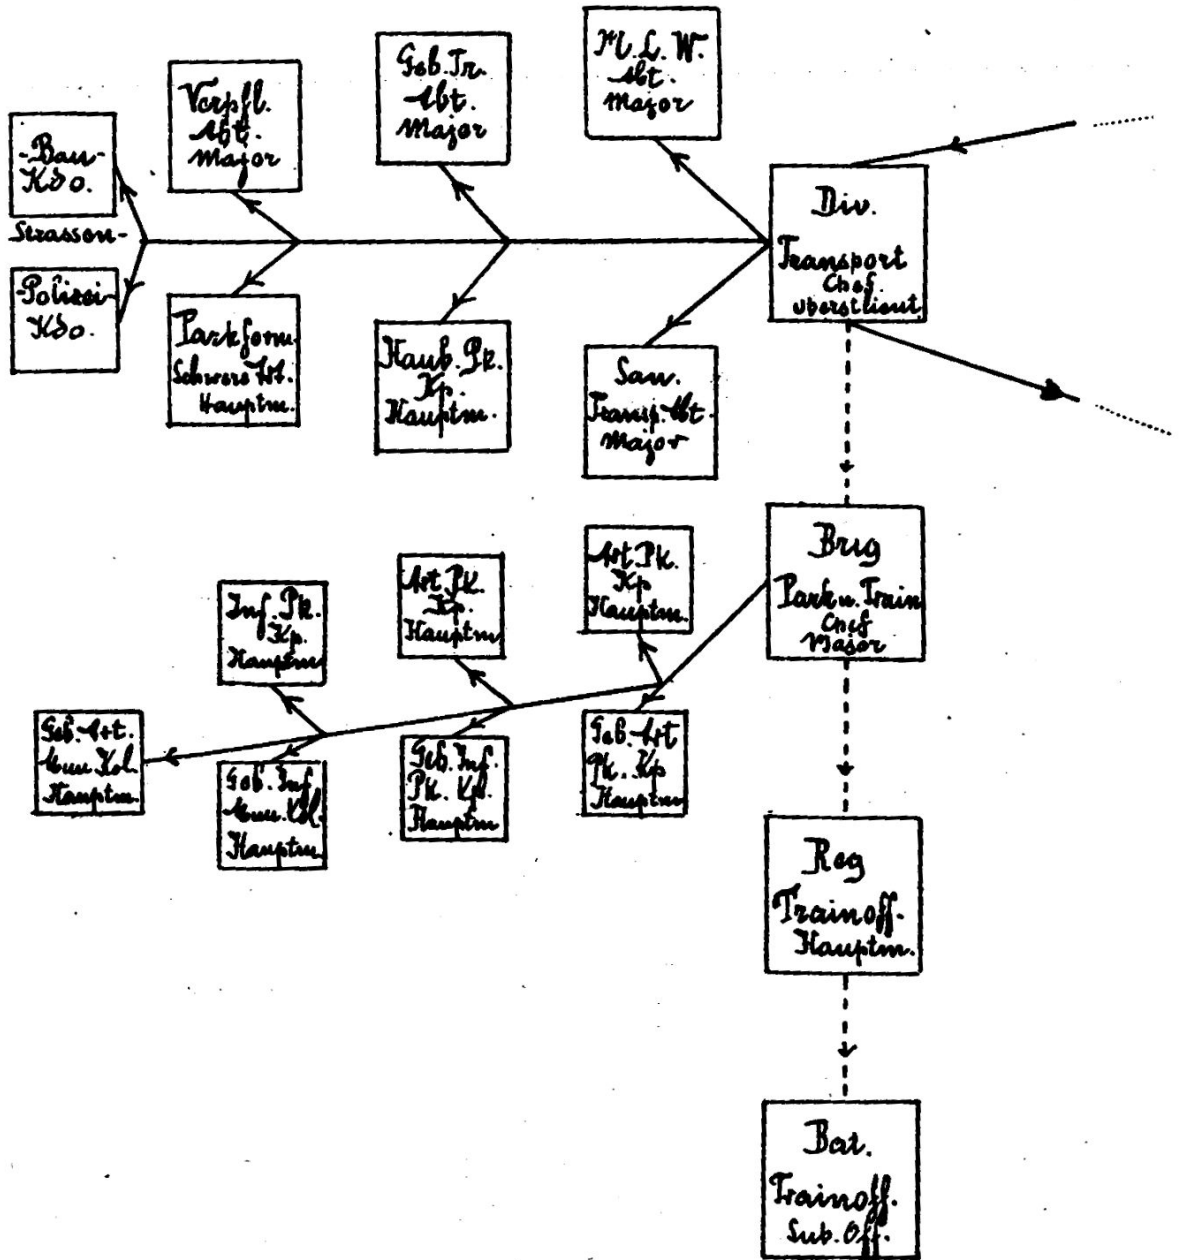 M. L. W.
Abt.
Major
Geb. Tr.
Abt.
Major
Verpfl.
Abt.
Major
-Bau-
Kdo.
Strassen-
-Polizei-
Kdo.
Parkform.
Schwere Art.
Hauptm.
Haub. Pk.
Kp.
Hauptm.
San.
Transp. Abt.
Major
Div.
Transport
Chef.
Oberstlieut
Brig
Park u. Train
Chef
Major
Art Pk.
Kp
Hauptm.
Art. Pk.
Kp.
Hauptm
Inf. Pk.
Kp.
Hauptm
Geb. Art.
Mun. Kol.
Hauptm.
Geb. Inf
Mun. Kol.
Hauptm.
Geb. Inf.
Pk. Kp.
Hauptm
Geb. Art
Pk. Kp
Hauptm
Reg
Trainoff.
Hauptm.
Bat.
Trainoff.
Sub. Off.